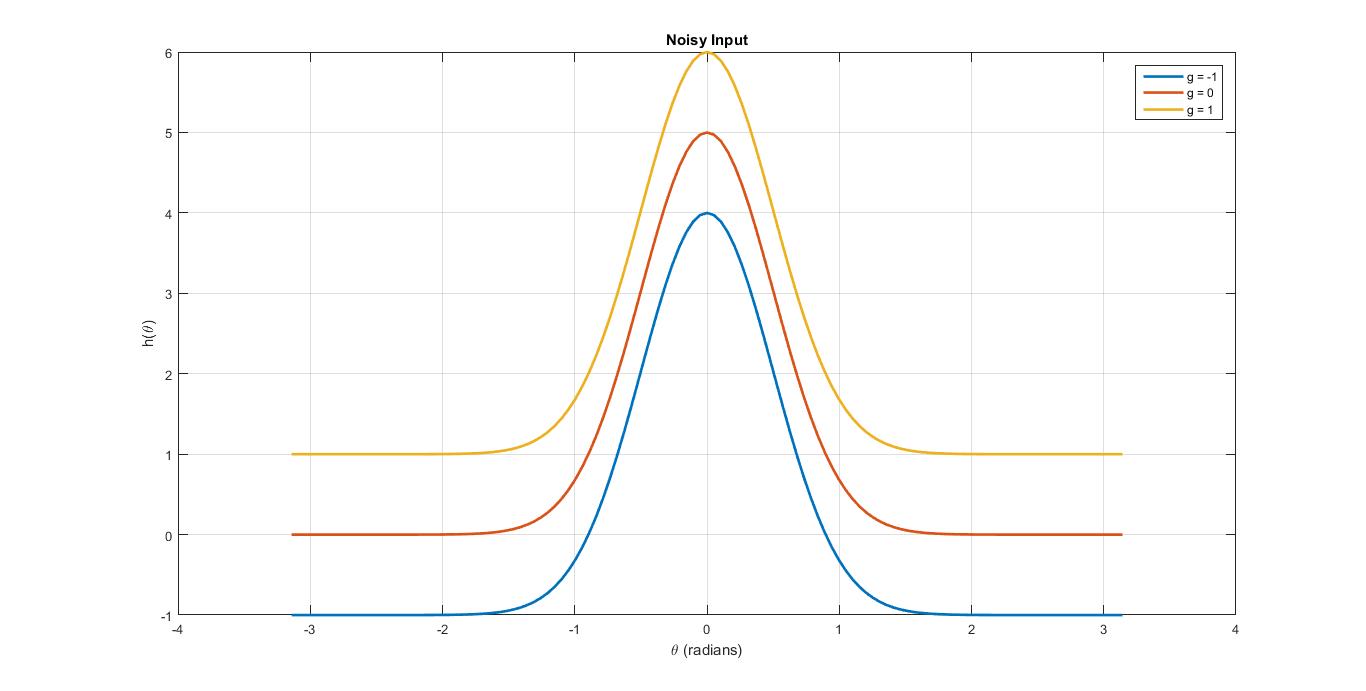 Noisy Input
g = -1
g = 0
g = 1
6
5
4
3
2
1
0
-1
h(θ)
-4
-3
-2
-1
0
1
2
3
4
θ (radians)